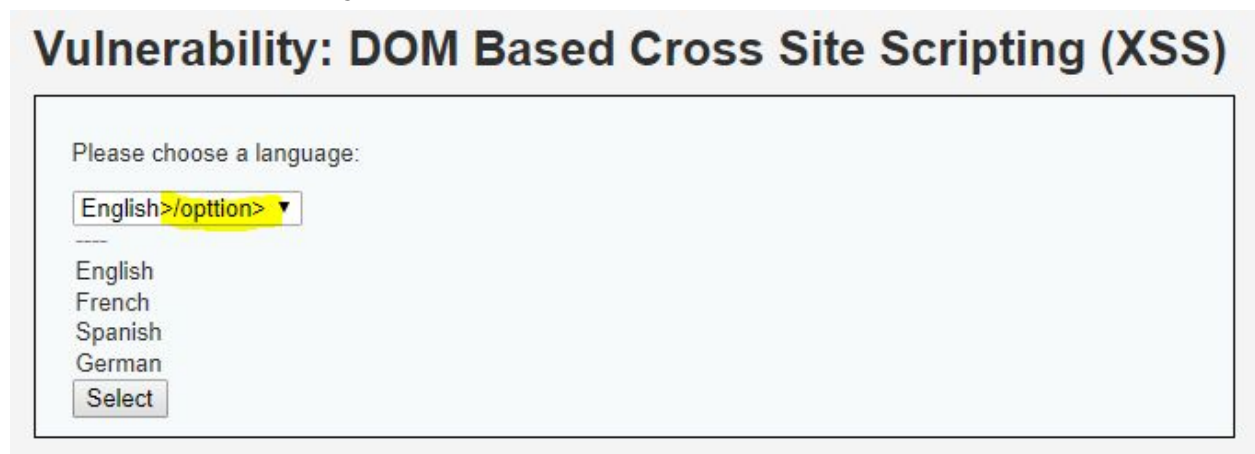 Vulnerability: DOM Based Cross Site Scripting (XSS)
Please choose a language:
English>/opttion> ▼
----
English
French
Spanish
German
Select